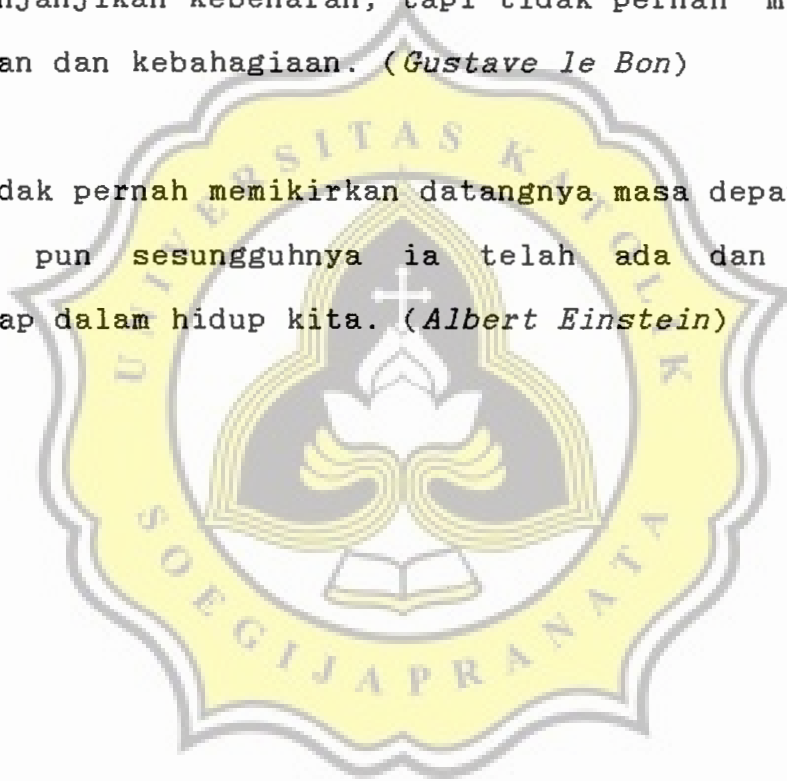 njanjikan kebenaran, tapi tidak pernah m
an dan kebahagiaan. (Gustave le Bon)
dak pernah memikirkan datangnya masa depa
pun sesungguhnya ia telah ada dan
ap dalam hidup kita. (Albert Einstein)
UNIVERSITAS KATOLIK
SOEGIJAPRANATA